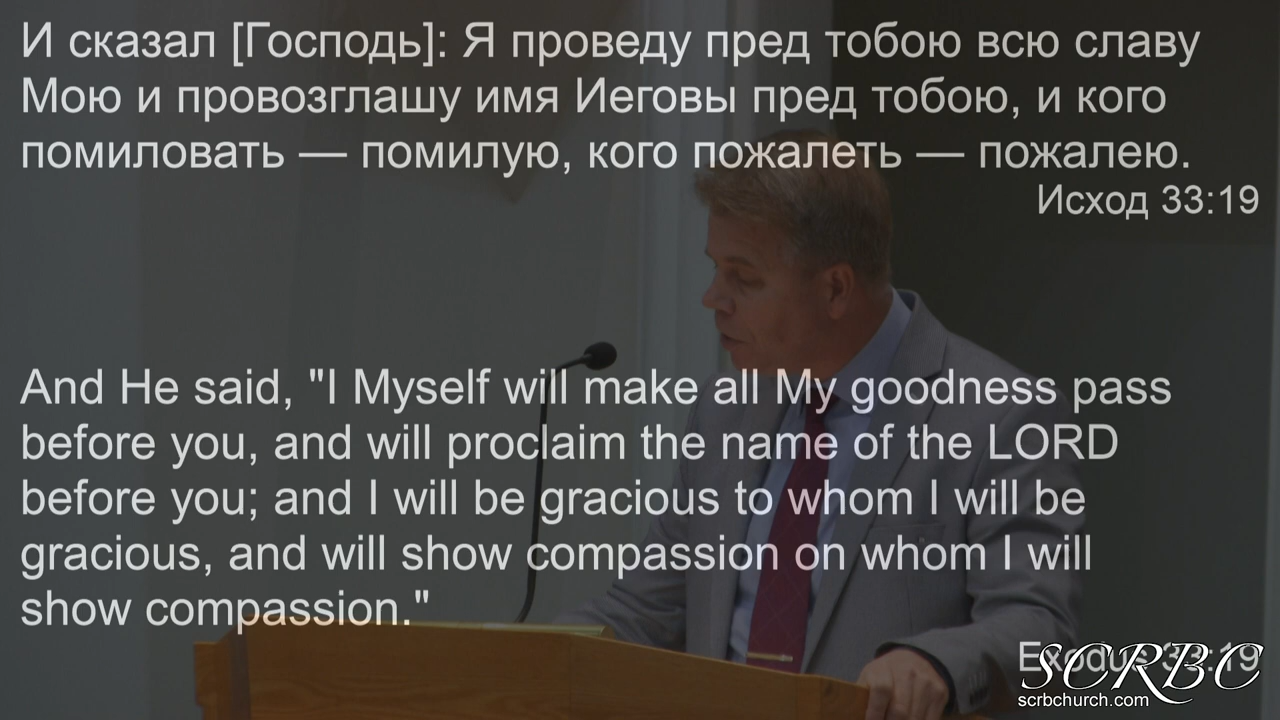 И сказал [Господь]: Я проведу пред тобою всю славу
Мою и провозглашу имя Иеговы пред тобою, и кого
помиловать — помилую, кого пожалеть — пожалею.
Исход 33:19
And He said, "I Myself will make all My goodness pass
before you, and will proclaim the name of the LORD
before you; and I will be gracious to whom I will be
gracious, and will show compassion on whom I will
show compassion."
Exodus 33:19
SCRBC
scrbchurch.com